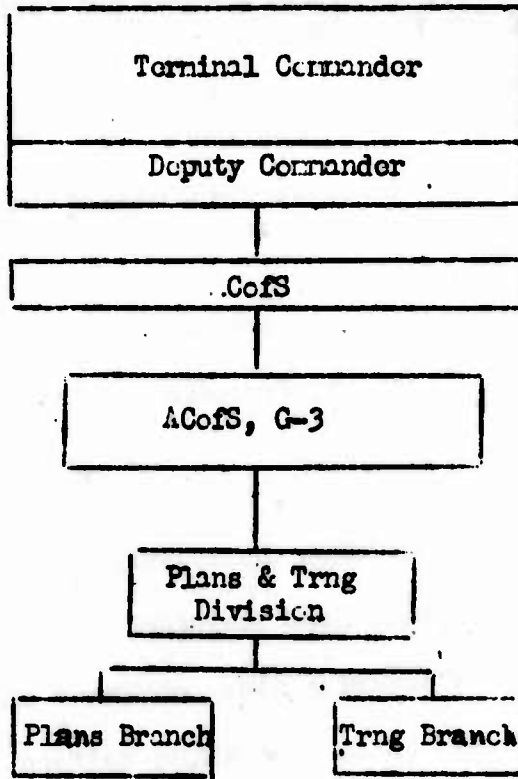 Terminal Commander
Deputy Commander
CofS
ACofS, G-3
Plans & Trng
Division
Plans Branch
Trng Branch